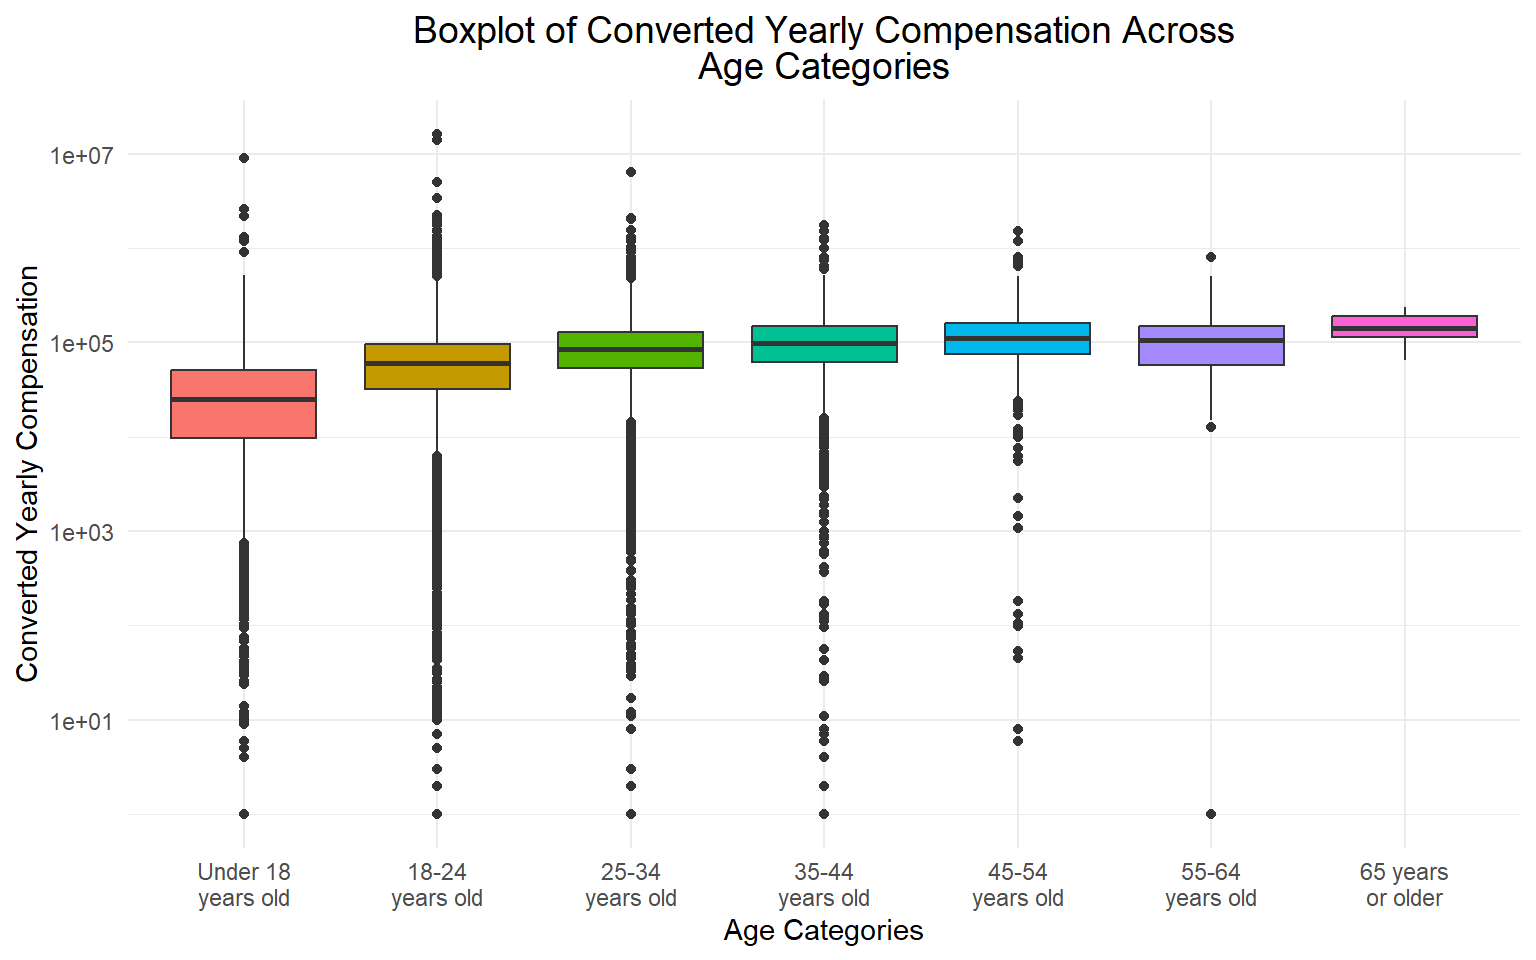 Boxplot of Converted Yearly Compensation Across
Age Categories
Converted Yearly Compensation
1e+07
1e+05
1e+03
1e+01
Under 18
years old
18-24
years old
25-34
years old
35-44
years old
45-54
years old
55-64
years old
65 years
or older
Age Categories